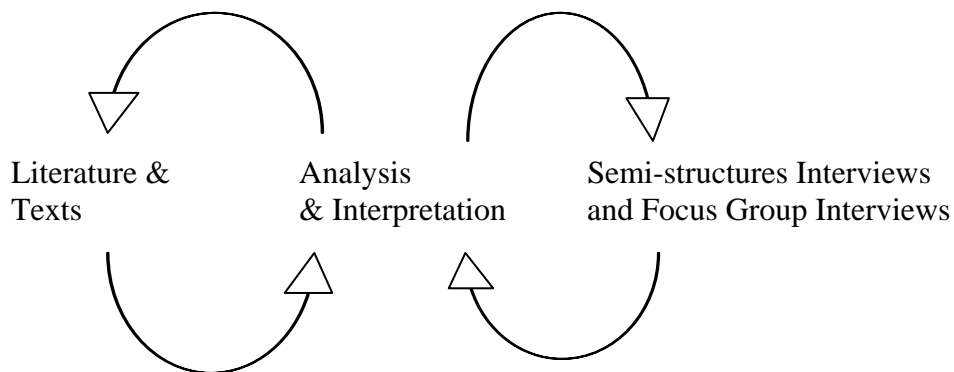 Literature &
Texts
Analysis
& Interpretation
Semi-structures Interviews
and Focus Group Interviews